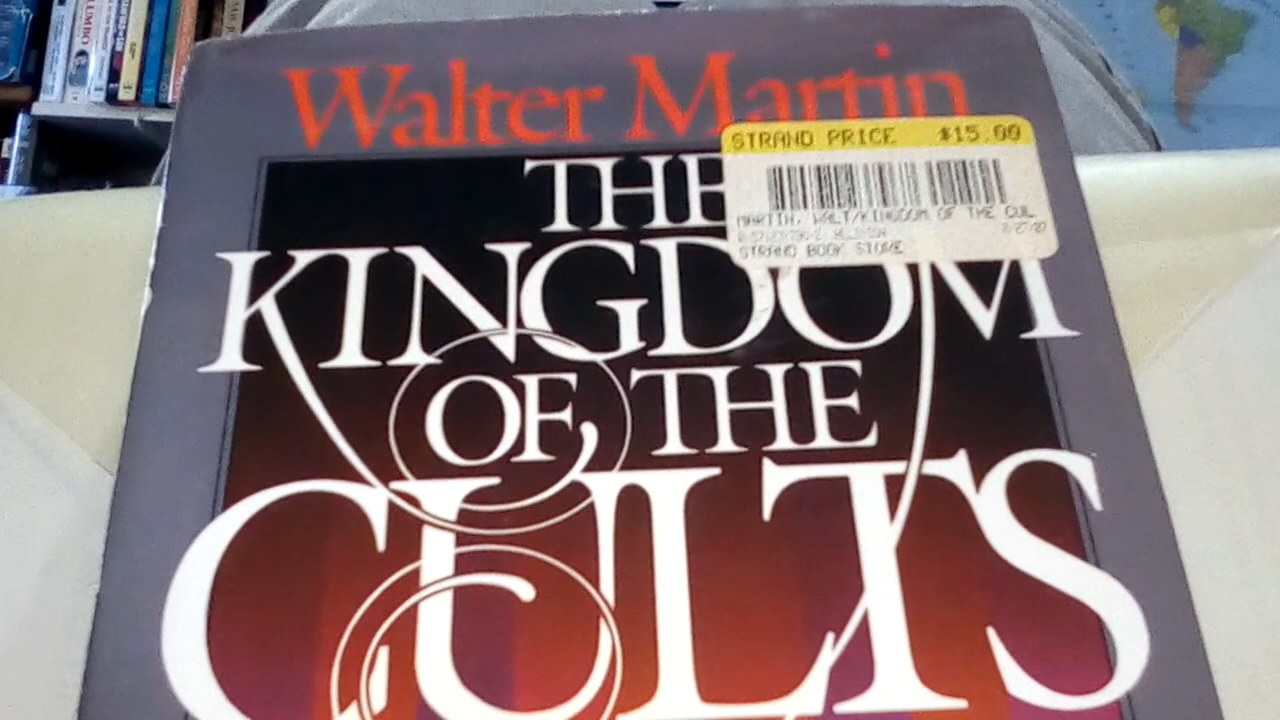 Walter Martin
STRAND PRICE $15.00
MARTIN, WALT/KINGDOM OF THE CUL
STRAND BOOK STORE
THE
KINGDOM
OF THE
CULTS